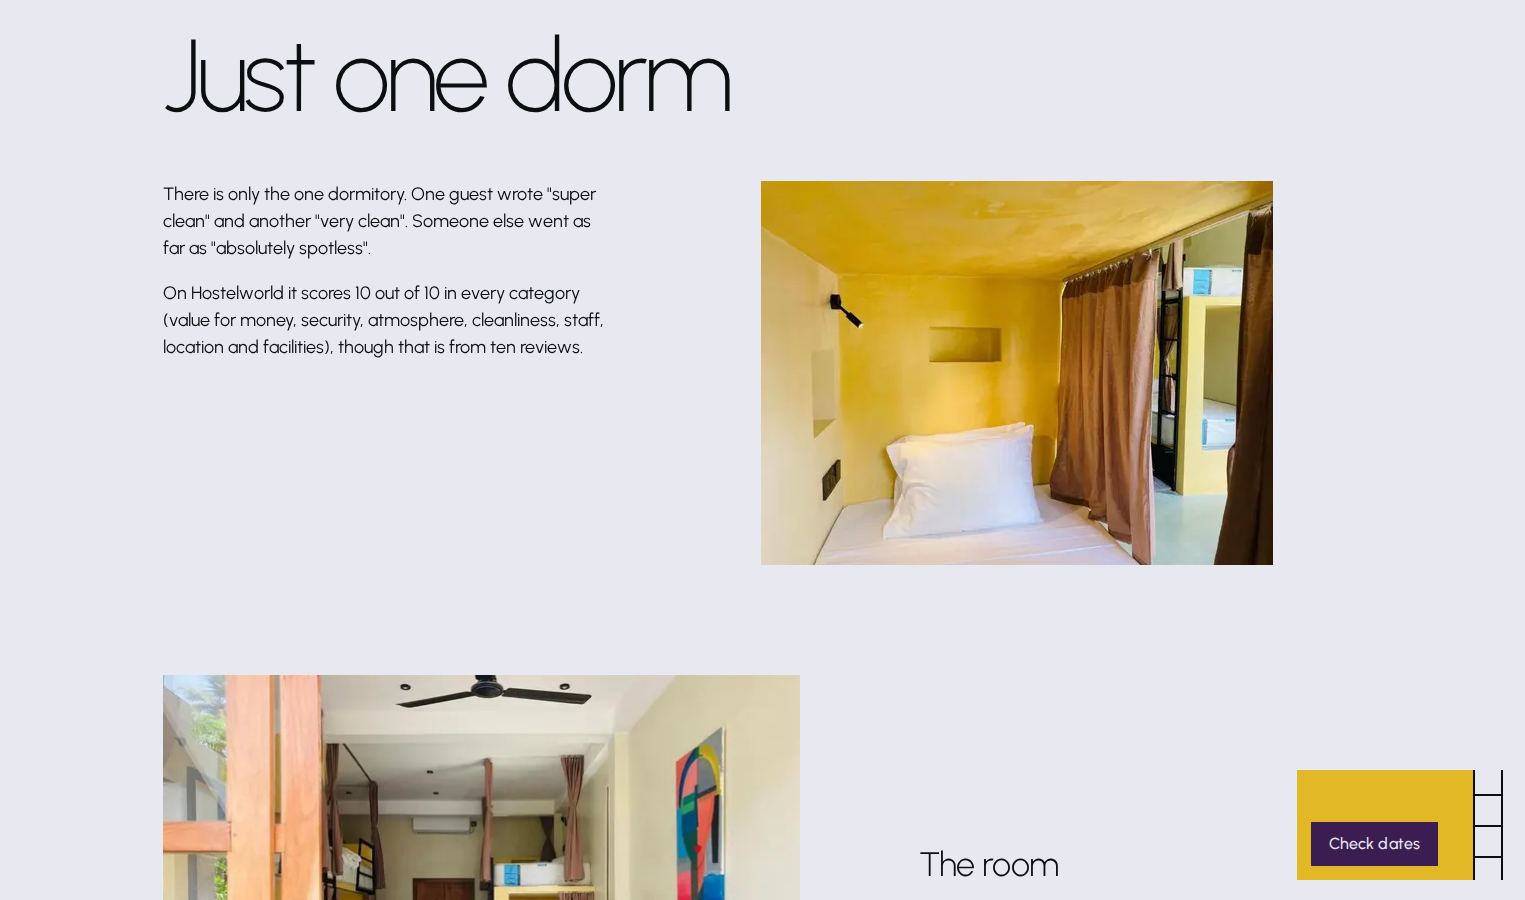 Just one dorm
There is only the one dormitory. One guest wrote "super
clean" and another "very clean". Someone else went as
far as "absolutely spotless".
On Hostelworld it scores 10 out of 10 in every category
(value for money, security, atmosphere, cleanliness, staff,
location and facilities), though that is from ten reviews.
The room
Check dates